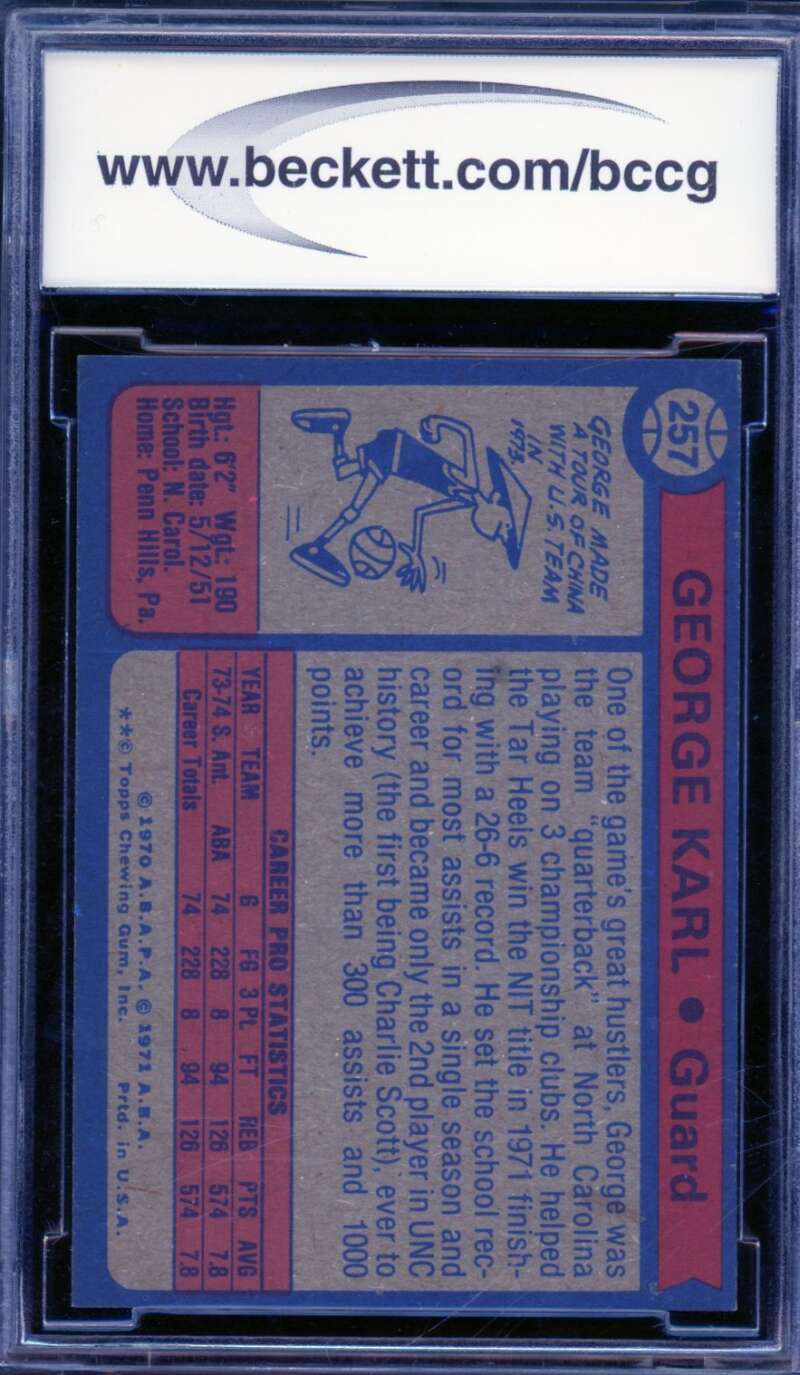 www.beckett.com/bccg
257
GEORGE KARL • Guard
GEORGE MADE
A TOUR OF CHINA
WITH U.S TEAM
IN
1973.
Hgt.: 6'2" Wgt.: 190
Birth date: 5/12/51
School: N. Carol.
Home: Penn Hills, Pa.
One of the game's great hustlers, George was
the team "quarterback" at North Carolina
playing on 3 championship clubs. He helped
the Tar Heels win the NIT title in 1971 finish-
ing with a 26-6 record. He set the school rec-
ord for most assists in a single season and
career and became only the 2nd player in UNC
history (the first being Charlie Scott), ever to
achieve more than 300 assists and 1000
points.
CAREER PRO STATISTICS
YEAR TEAM G FG 3 PL FT REB PTS AVG
73-74 S. Ant. ABA 74 228 8 94 126 574 7.8
Career Totals 74 228 8 94 126 574 7.8
© 1970 A.B.A.P.A. © 1971 A.B.A.
**© Topps Chewing Gum, Inc. Prtd. in U.S.A.